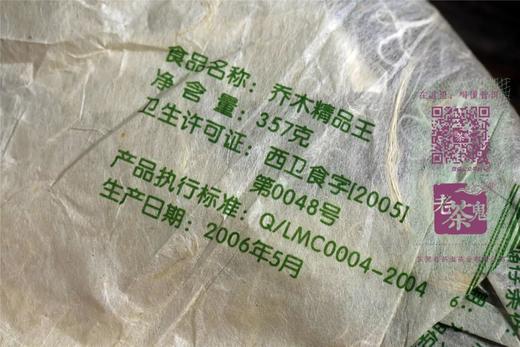 食品名称：乔木精品王
净 含 量：357克
卫生许可证：西卫食字[2005]
第0048号
产品执行标准：Q/LMC0004-2004
生产日期：2006年5月
老茶鬼